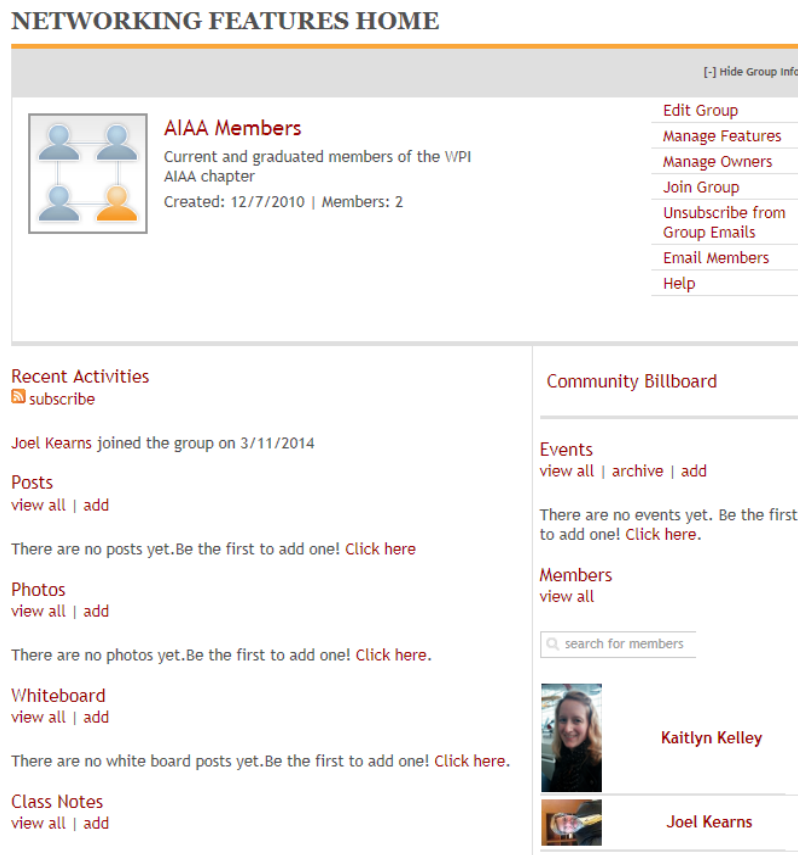 NETWORKING FEATURES HOME
[-] Hide Group Info
AIAA Members
Current and graduated members of the WPI
AIAA chapter
Created: 12/7/2010 | Members: 2
Edit Group
Manage Features
Manage Owners
Join Group
Unsubscribe from
Group Emails
Email Members
Help
Recent Activities
subscribe
Joel Kearns joined the group on 3/11/2014
Posts
view all | add
There are no posts yet.Be the first to add one! Click here
Photos
view all | add
There are no photos yet.Be the first to add one! Click here.
Whiteboard
view all | add
There are no white board posts yet.Be the first to add one! Click here.
Class Notes
view all | add
Community Billboard
Events
view all | archive | add
There are no events yet. Be the first
to add one! Click here.
Members
view all
search for members
Kaitlyn Kelley
Joel Kearns